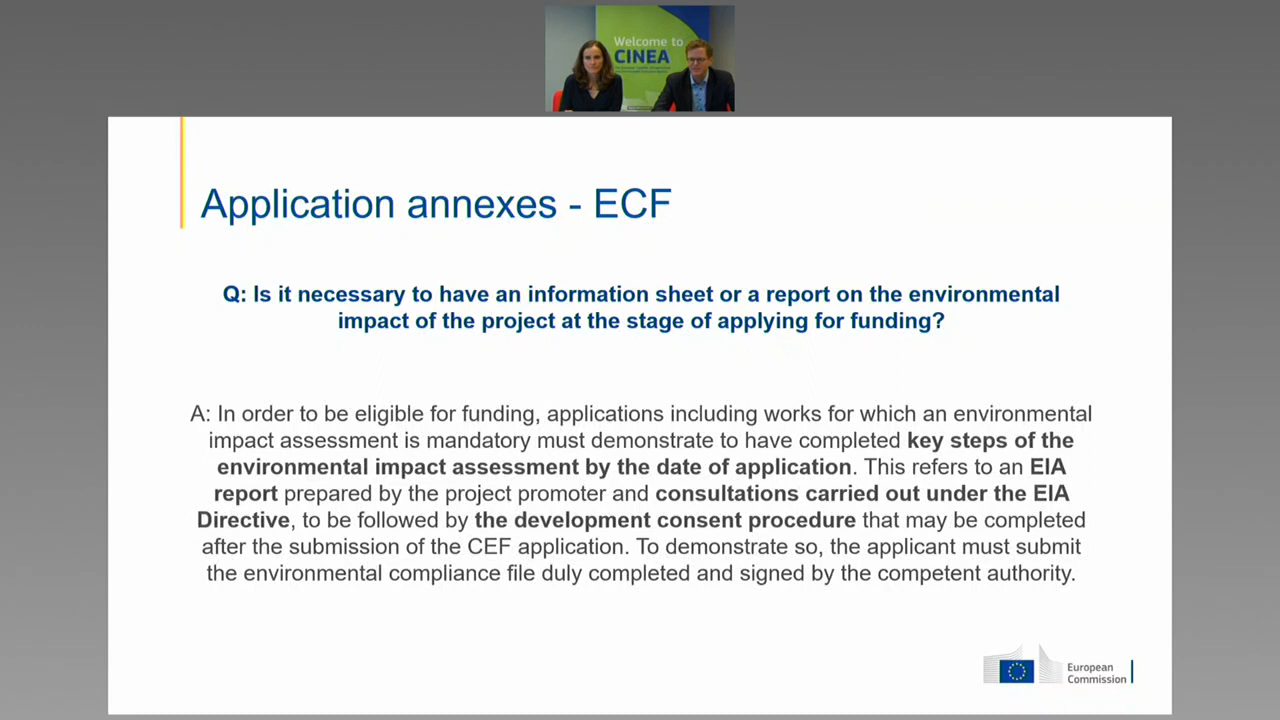 Welcome to
CINEA
Application annexes - ECF
Q: Is it necessary to have an information sheet or a report on the environmental
impact of the project at the stage of applying for funding?
A: In order to be eligible for funding, applications including works for which an environmental
impact assessment is mandatory must demonstrate to have completed key steps of the
environmental impact assessment by the date of application. This refers to an EIA
report prepared by the project promoter and consultations carried out under the EIA
Directive, to be followed by the development consent procedure that may be completed
after the submission of the CEF application. To demonstrate so, the applicant must submit
the environmental compliance file duly completed and signed by the competent authority.
European
Commission